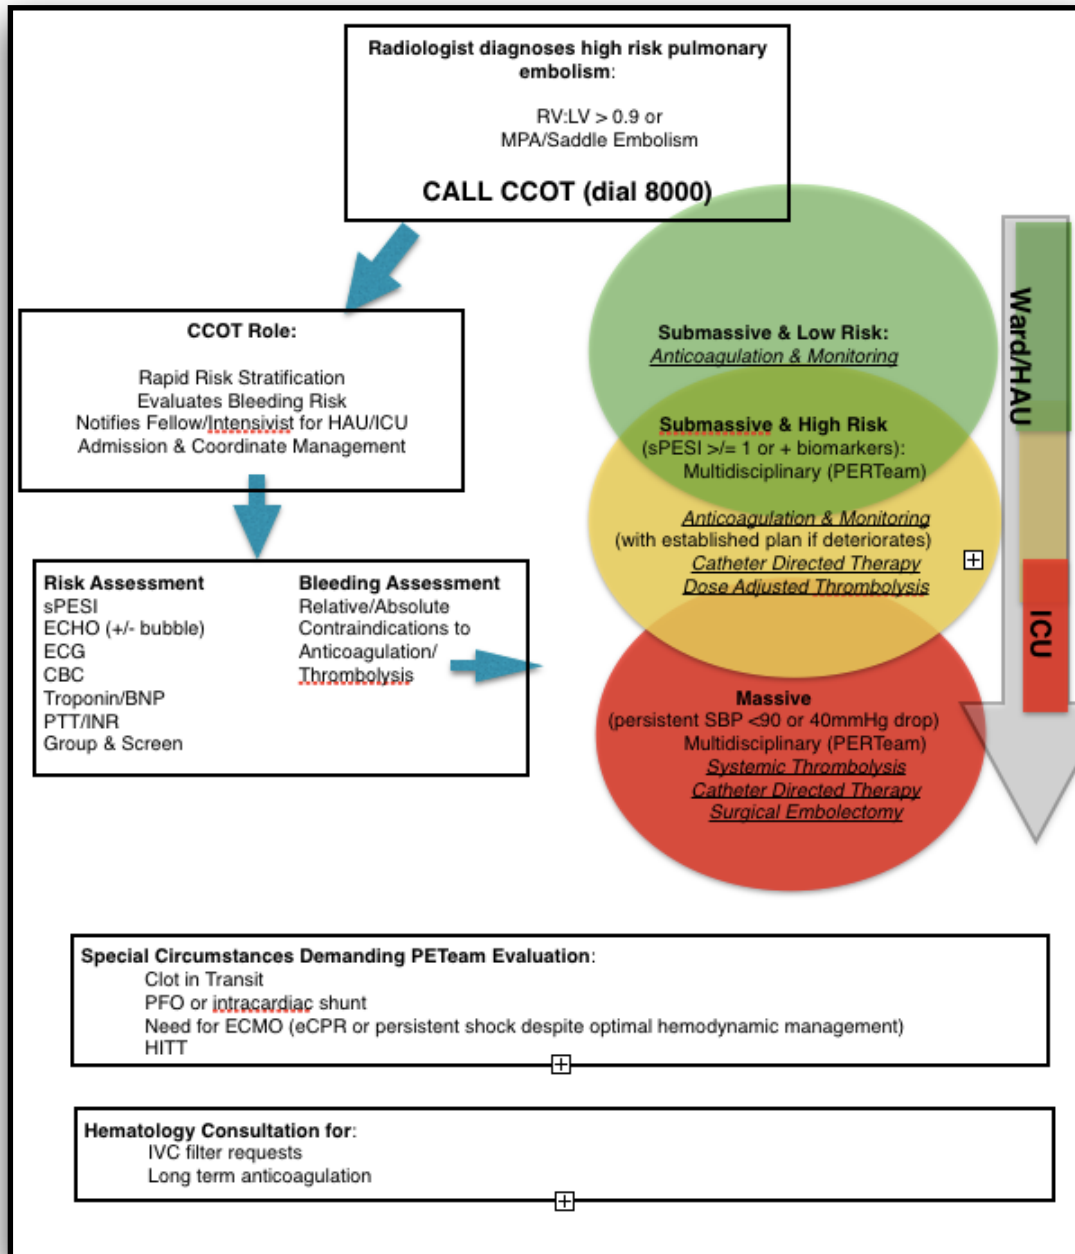 Radiologist diagnoses high risk pulmonary
embolism:
RV:LV > 0.9 or
MPA/Saddle Embolism
CALL CCOT (dial 8000)
CCOT Role:
Rapid Risk Stratification
Evaluates Bleeding Risk
Notifies Fellow/Intensivist for HAU/ICU
Admission & Coordinate Management
Risk Assessment
sPESI
ECHO (+/- bubble)
ECG
CBC
Troponin/BNP
PTT/INR
Group & Screen
Bleeding Assessment
Relative/Absolute
Contraindications to
Anticoagulation/
Thrombolysis
Submassive & Low Risk:
Anticoagulation & Monitoring
Submassive & High Risk
(sPESI >/= 1 or + biomarkers):
Multidisciplinary (PERTeam)
Anticoagulation & Monitoring
(with established plan if deteriorates)
Catheter Directed Therapy
Dose Adjusted Thrombolysis
Massive
(persistent SBP <90 or 40mmHg drop)
Multidisciplinary (PERTeam)
Systemic Thrombolysis
Catheter Directed Therapy
Surgical Embolectomy
Ward/HAU
ICU
Special Circumstances Demanding PETeam Evaluation:
Clot in Transit
PFO or intracardiac shunt
Need for ECMO (eCPR or persistent shock despite optimal hemodynamic management)
HITT
Hematology Consultation for:
IVC filter requests
Long term anticoagulation